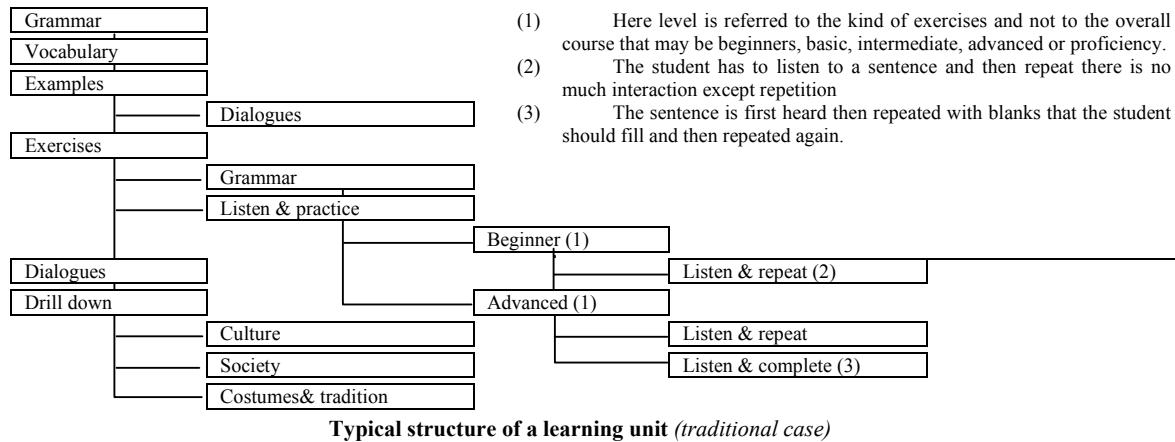 Grammar
Vocabulary
Examples
Dialogues
Exercises
Grammar
Listen & practice
Beginner (1)
Dialogues
Listen & repeat (2)
Drill down
Advanced (1)
Culture
Listen & repeat
Society
Listen & complete (3)
Costumes& tradition
(1) Here level is referred to the kind of exercises and not to the overall
course that may be beginners, basic, intermediate, advanced or proficiency.
(2) The student has to listen to a sentence and then repeat there is no
much interaction except repetition
(3) The sentence is first heard then repeated with blanks that the student
should fill and then repeated again.
Typical structure of a learning unit (traditional case)